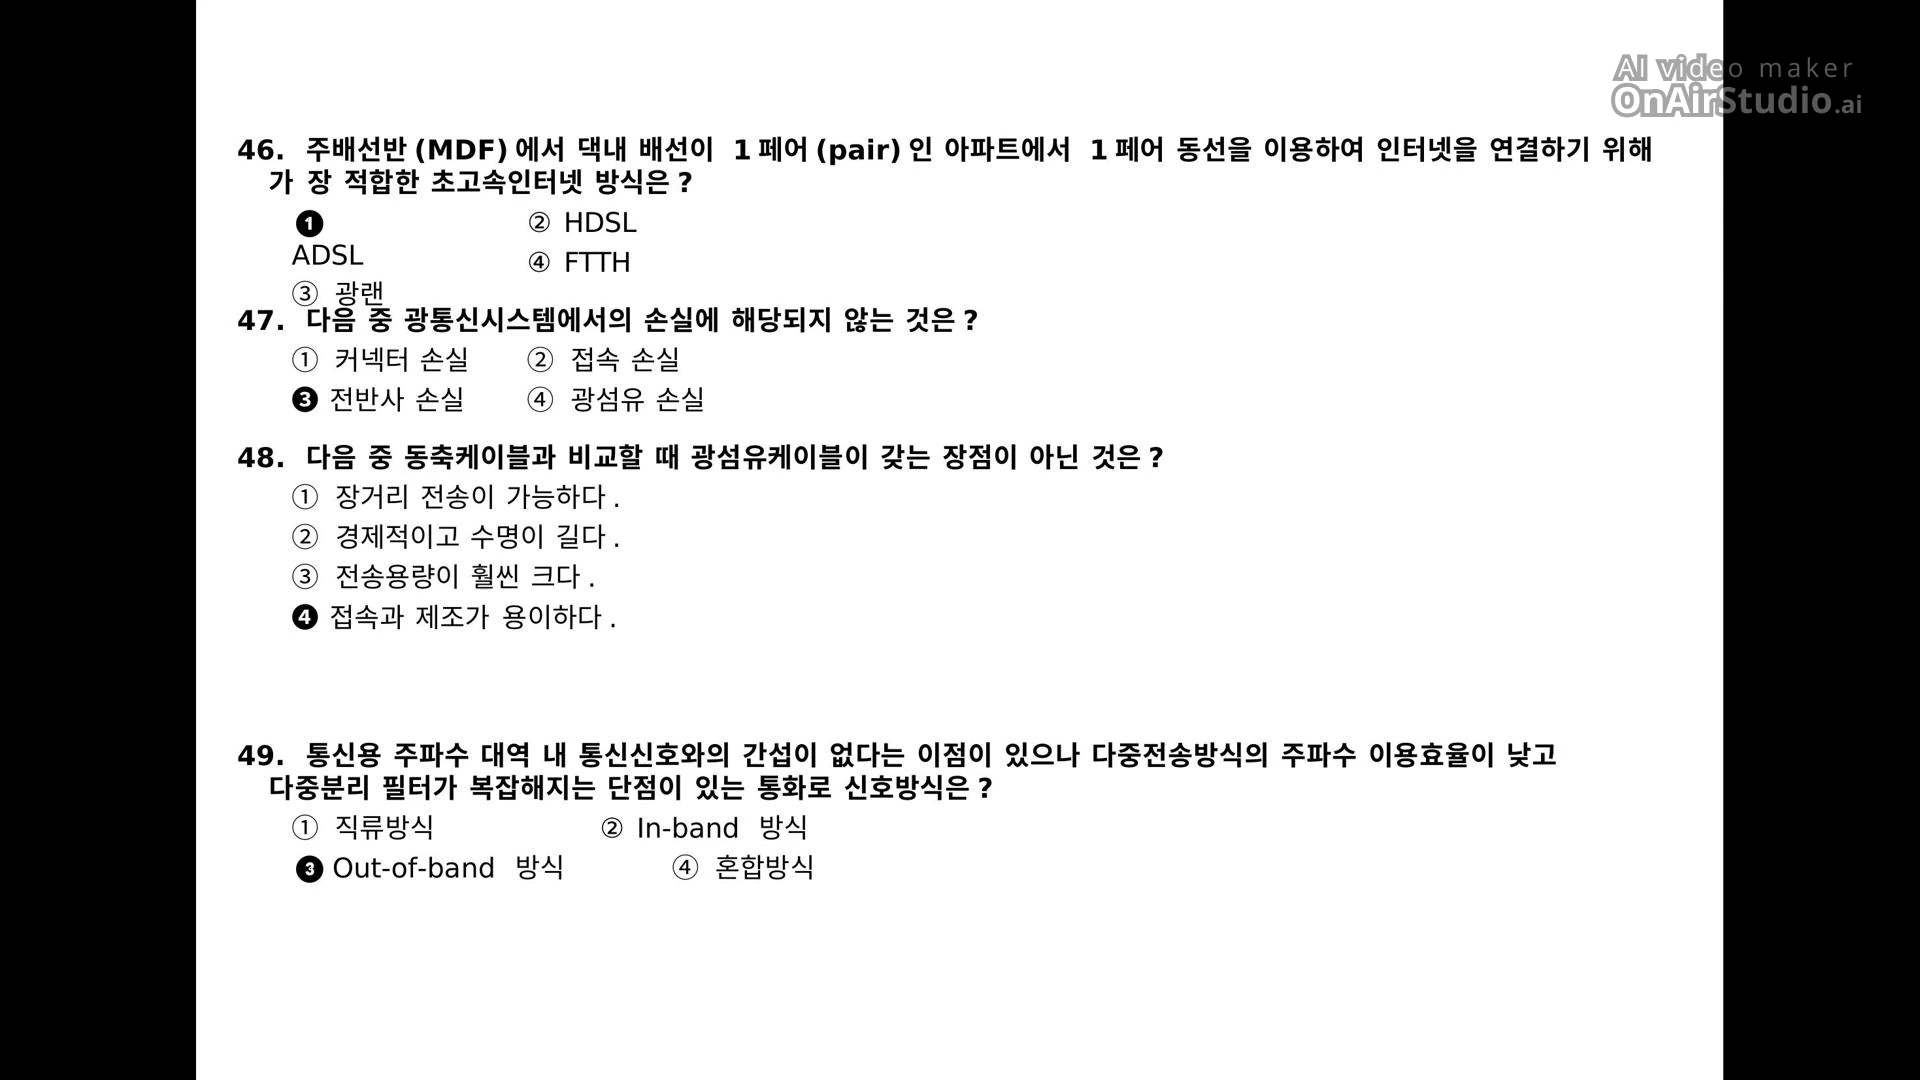 AI video maker
OnAirStudio.ai
46. 주배선반(MDF)에서 댁내 배선이 1페어(pair)인 아파트에서 1페어 동선을 이용하여 인터넷을 연결하기 위해
가 장 적합한 초고속인터넷 방식은?
❶ ② HDSL
ADSL ④ FTTH
③ 광랜
47. 다음 중 광통신시스템에서의 손실에 해당되지 않는 것은?
① 커넥터 손실 ② 접속 손실
❸ 전반사 손실 ④ 광섬유 손실
48. 다음 중 동축케이블과 비교할 때 광섬유케이블이 갖는 장점이 아닌 것은?
① 장거리 전송이 가능하다.
② 경제적이고 수명이 길다.
③ 전송용량이 훨씬 크다.
❹ 접속과 제조가 용이하다.
49. 통신용 주파수 대역 내 통신신호와의 간섭이 없다는 이점이 있으나 다중전송방식의 주파수 이용효율이 낮고
다중분리 필터가 복잡해지는 단점이 있는 통화로 신호방식은?
① 직류방식 ② In-band 방식
❸ Out-of-band 방식 ④ 혼합방식